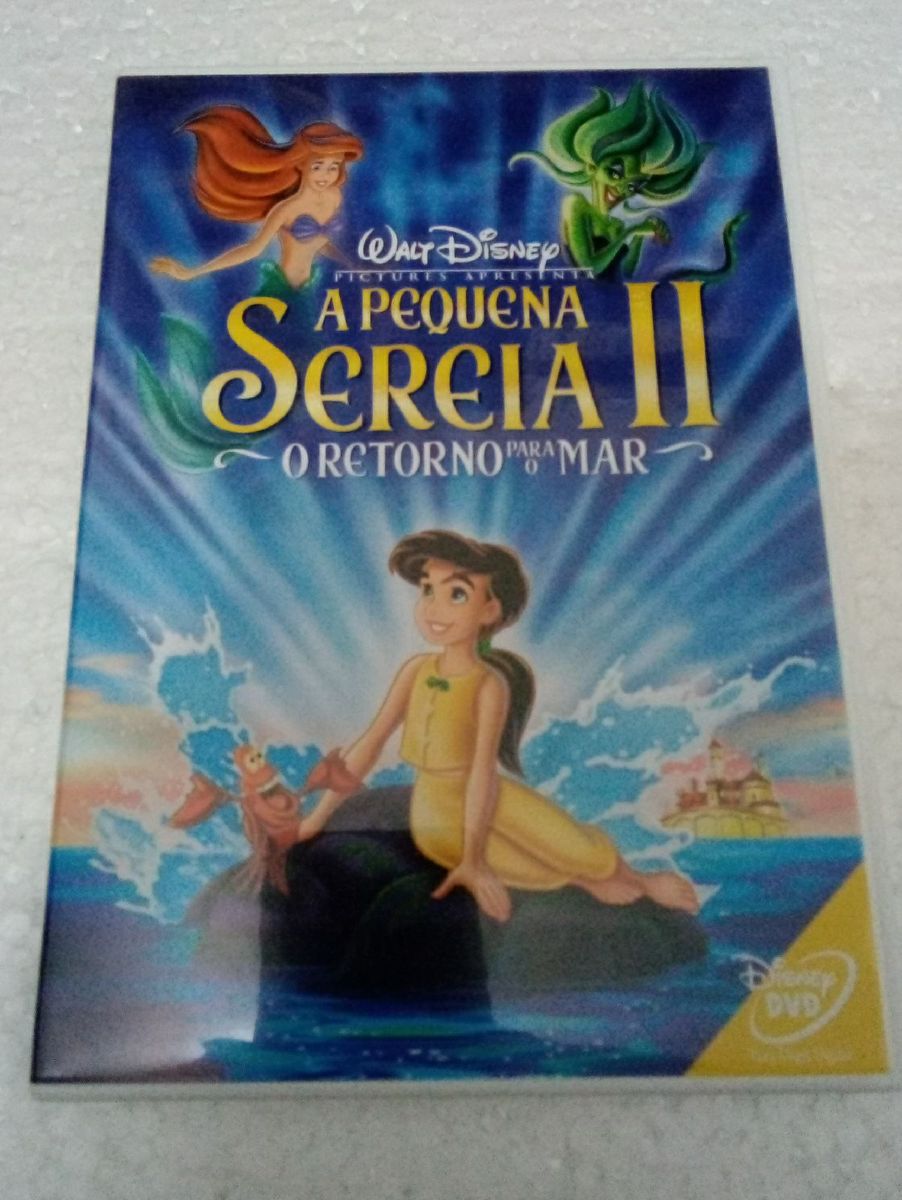 WALT DISNEY
PICTURES APRESENTA
A PEQUENA
SEREIA II
O RETORNO PARA O MAR
Disney
DVD